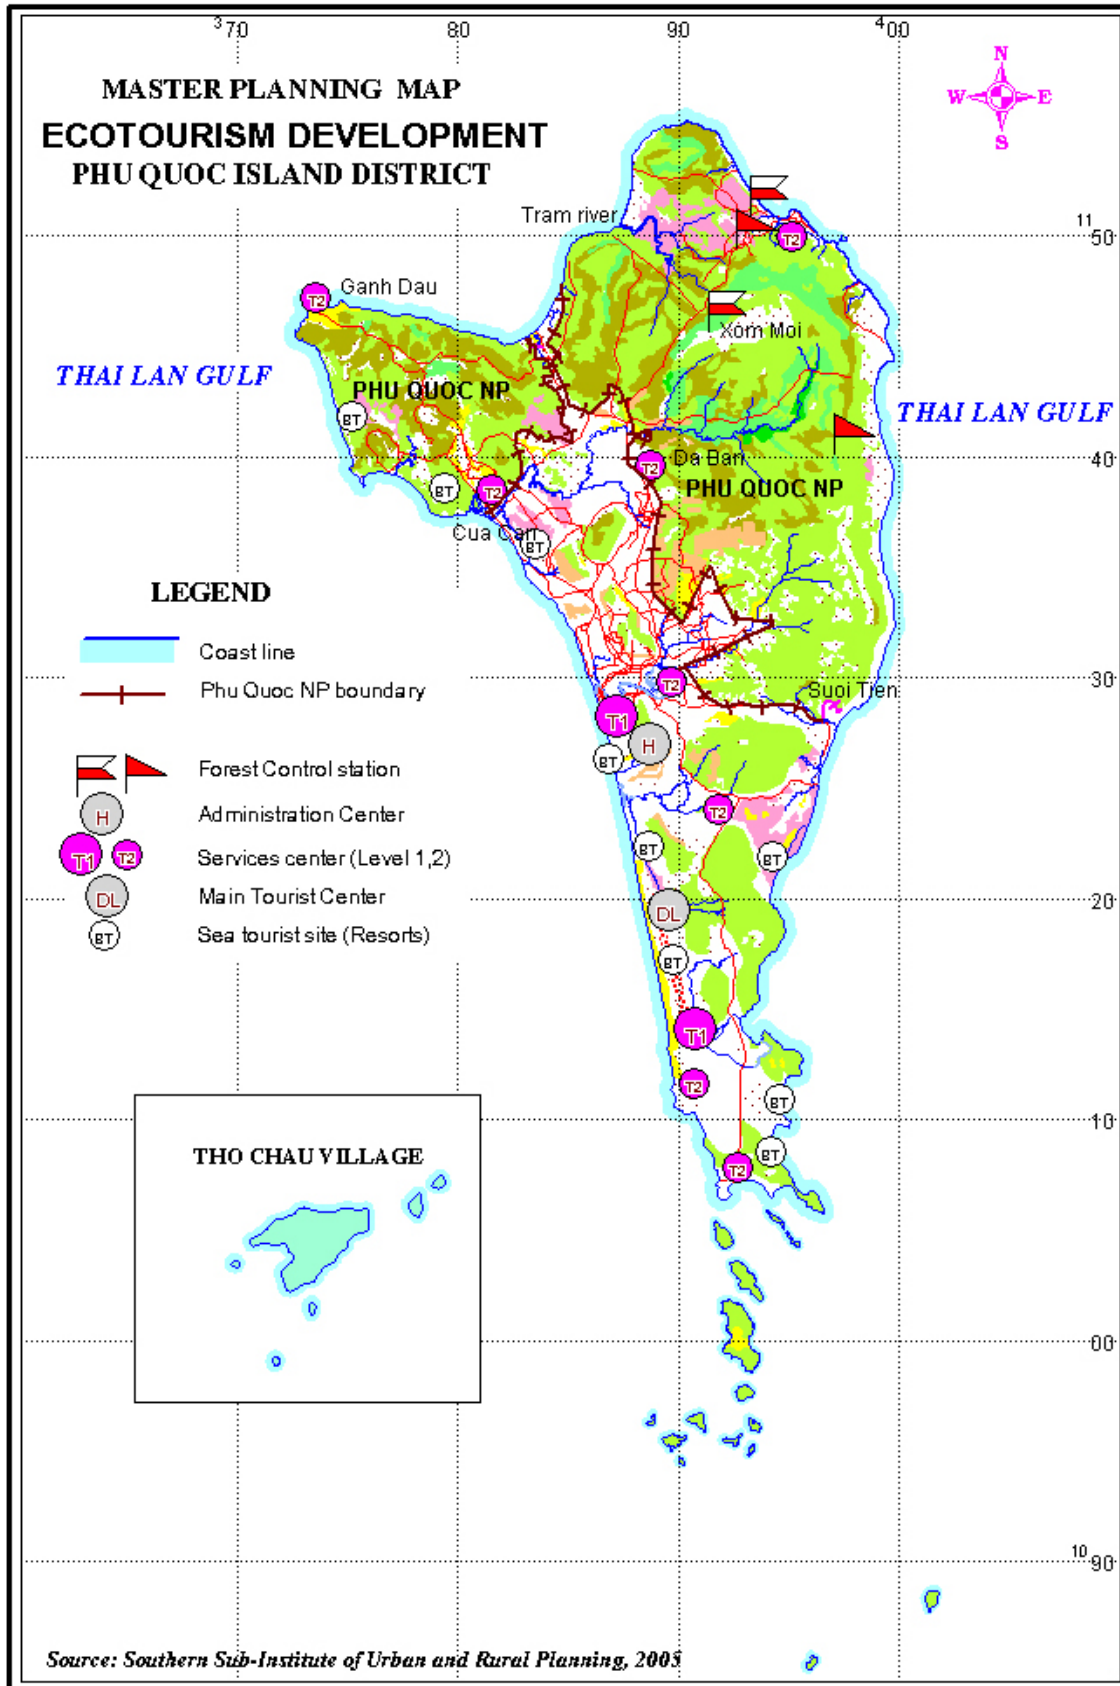 ³70 80 90 ⁴00
MASTER PLANNING MAP
ECOTOURISM DEVELOPMENT
PHU QUOC ISLAND DISTRICT
N
W E
S
Tram river
¹¹50
T2
Ganh Dau
T2
Xóm Moi
THAI LAN GULF
PHU QUOC NP
THAI LAN GULF
BT
40
T2
Da Ban
PHU QUOC NP
BT
T2
Cua Can
BT
LEGEND
Coast line
Phu Quoc NP boundary
30
T2
Suoi Tien
T1
H
BT
Forest Control station
H
Administration Center
T1 T2
Services center (Level 1,2)
DL
Main Tourist Center
BT
Sea tourist site (Resorts)
T2
BT
BT
20
DL
BT
T1
T2
BT
10
BT
T2
THO CHAU VILLAGE
00
¹⁰90
Source: Southern Sub-Institute of Urban and Rural Planning, 2005